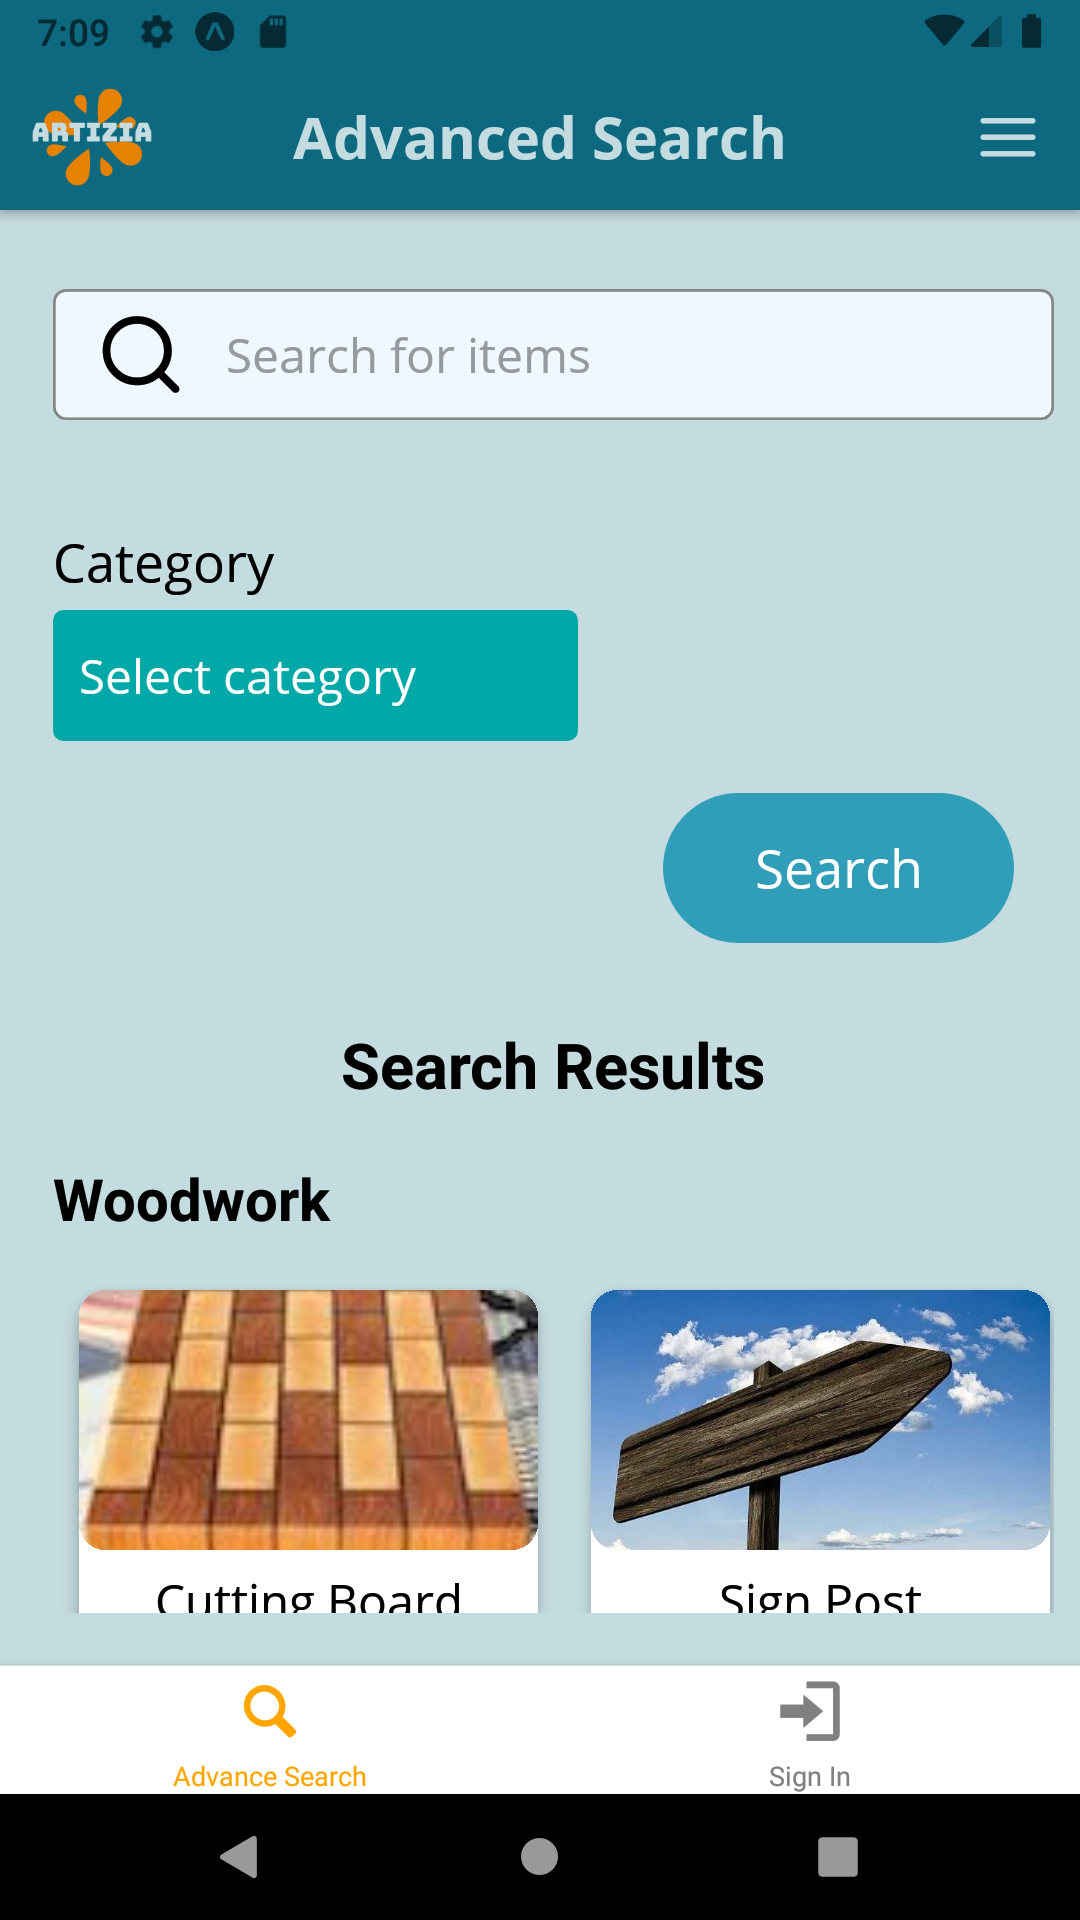 7:09
ARTIZIA
Advanced Search
Search for items
Category
Select category
Search
Search Results
Woodwork
Cutting Board
Sign Post
Advance Search
Sign In